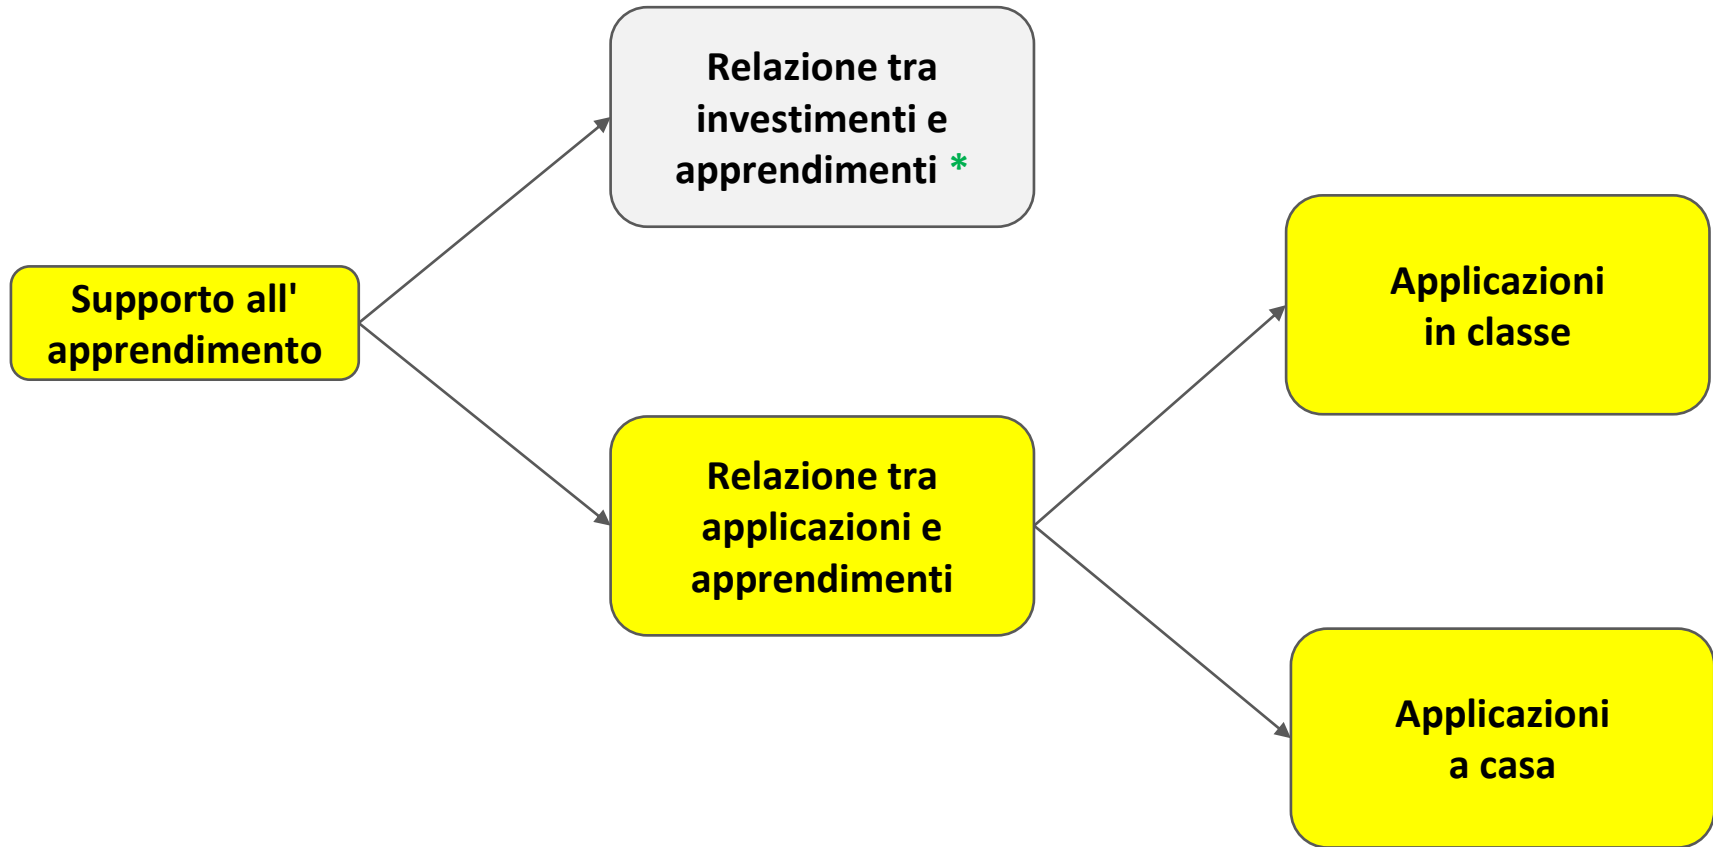 Relazione tra
investimenti e
apprendimenti *
Supporto all'
apprendimento
Relazione tra
applicazioni e
apprendimenti
Applicazioni
in classe
Applicazioni
a casa